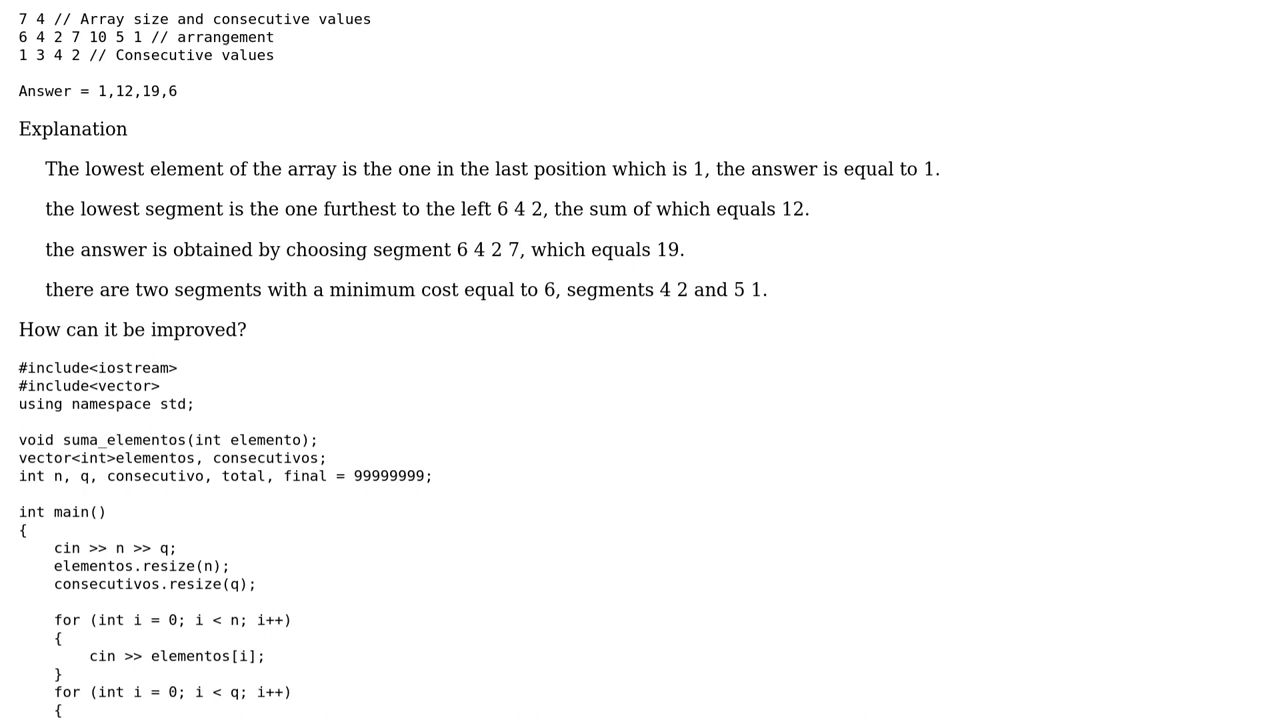 7 4 // Array size and consecutive values
6 4 2 7 10 5 1 // arrangement
1 3 4 2 // Consecutive values
Answer = 1,12,19,6
Explanation
The lowest element of the array is the one in the last position which is 1, the answer is equal to 1.
the lowest segment is the one furthest to the left 6 4 2, the sum of which equals 12.
the answer is obtained by choosing segment 6 4 2 7, which equals 19.
there are two segments with a minimum cost equal to 6, segments 4 2 and 5 1.
How can it be improved?
#include<iostream>
#include<vector>
using namespace std;
void suma_elementos(int elemento);
vector<int>elementos, consecutivos;
int n, q, consecutivo, total, final = 99999999;
int main()
{
    cin >> n >> q;
    elementos.resize(n);
    consecutivos.resize(q);
    for (int i = 0; i < n; i++)
    {
        cin >> elementos[i];
    }
    for (int i = 0; i < q; i++)
    {